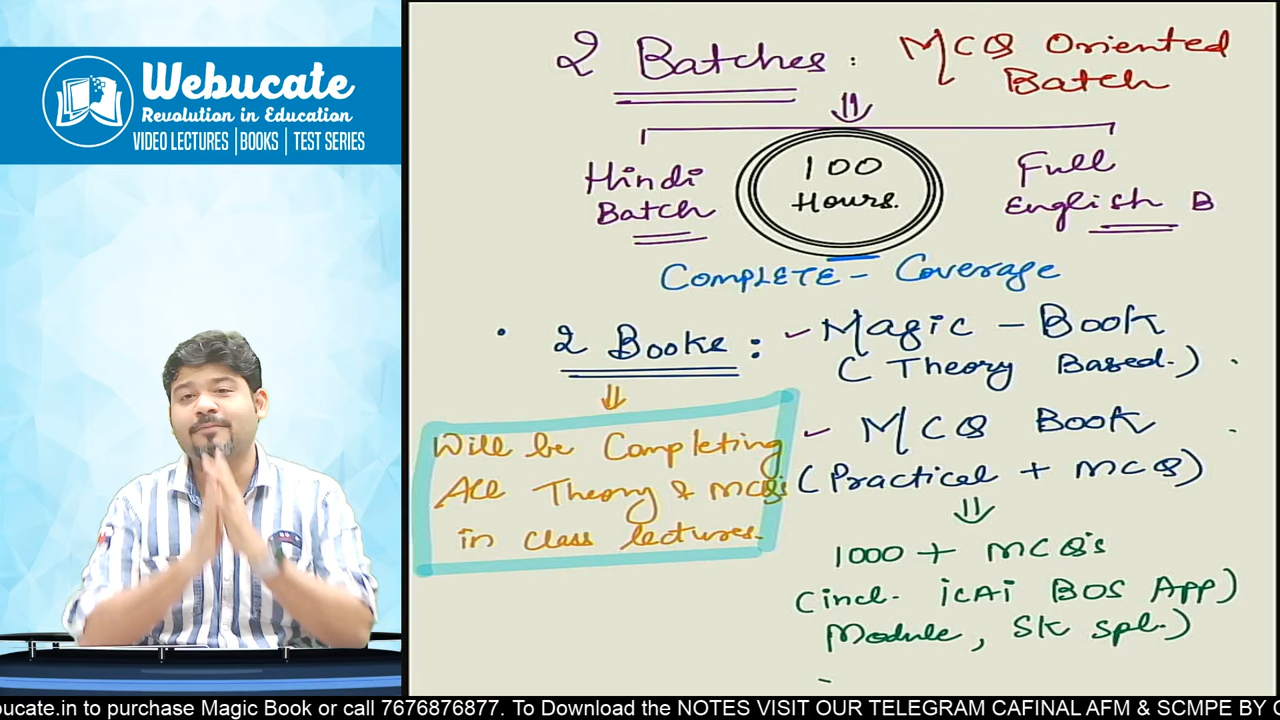 Webucate
Revolution in Education
VIDEO LECTURES | BOOKS | TEST SERIES
2 Batches : MCQ Oriented
Batch
Hindi
Batch
100
Hours.
Full
English B
COMPLETE - Coverage
2 Books : Magic - Book
(Theory Based.)
Will be Completing
All Theory & MCQ's
in class lectures.
MCQ Book
(Practical + MCQ)
1000 + MCQ's
(incl. ICAI BOS App)
Module, SK Spl.)
ebucate.in to purchase Magic Book or call 7676876877. To Download the NOTES VISIT OUR TELEGRAM CAFINAL AFM & SCMPE BY